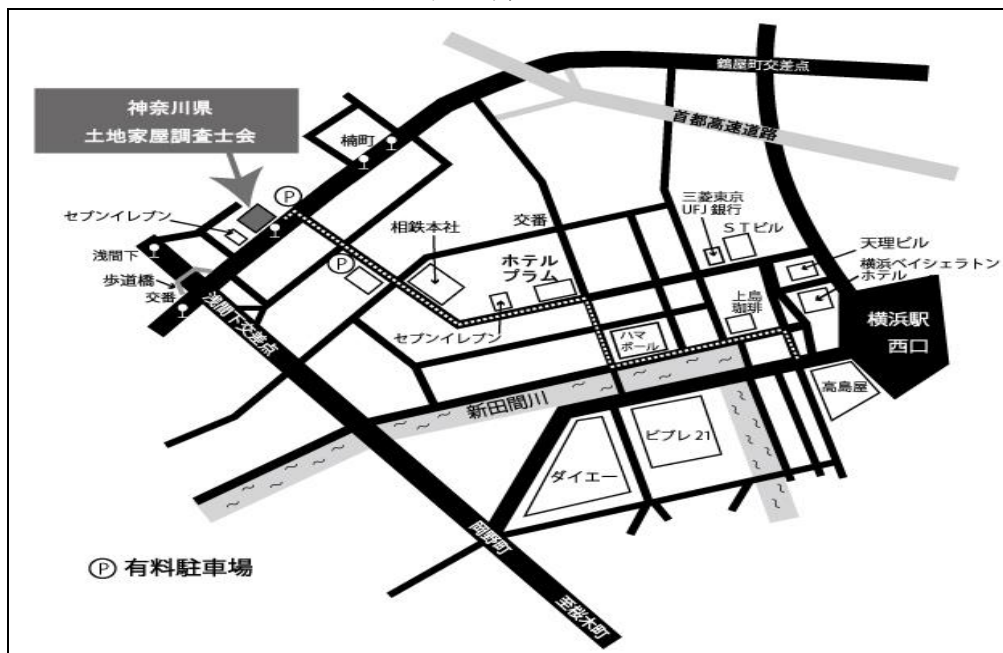 鶴屋町交差点
首都高速道路
神奈川県
土地家屋調査士会
楠町
P
セブンイレブン
三菱東京
UFJ銀行
STビル
交番
相鉄本社
天理ビル
浅間下
P
ホテル
プラム
横浜ベイシェラトン
ホテル
歩道橋
交番
上島
珈琲
横浜駅
西口
浅間下交差点
セブンイレブン
ハマ
ボール
高島屋
新田間川
ビブレ21
ダイエー
岡野町
P 有料駐車場
至桜木町